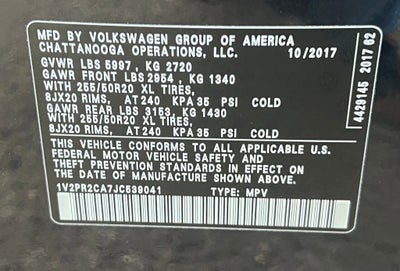 MFD BY VOLKSWAGEN GROUP OF AMERICA
CHATTANOOGA OPERATIONS, LLC. 10/2017
GVWR LBS 5997 , KG 2720
GAWR FRONT LBS 2954 , KG 1340
WITH 255/50R20 XL TIRES,
8JX20 RIMS, AT 240 KPA 35 PSI COLD
GAWR REAR LBS 3153 , KG 1430
WITH 255/50R20 XL TIRES,
8JX20 RIMS, AT 240 KPA 35 PSI COLD
THIS VEHICLE CONFORMS TO ALL APPLICABLE U.S.
FEDERAL MOTOR VEHICLE SAFETY AND
THEFT PREVENTION STANDARDS IN EFFECT ON THE
DATE OF MANUFACTURE SHOWN ABOVE.
1V2PR2CA7JC539041 TYPE: MPV
4429145 2017 62